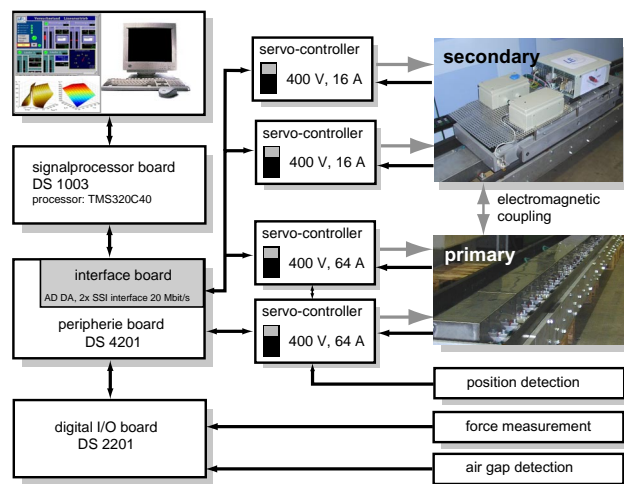 servo-controller
400 V, 16 A
secondary
signalprocessor board
DS 1003
processor: TMS320C40
servo-controller
400 V, 16 A
electromagnetic
coupling
servo-controller
400 V, 64 A
primary
interface board
AD DA, 2x SSI interface 20 Mbit/s
peripherie board
DS 4201
servo-controller
400 V, 64 A
position detection
digital I/O board
DS 2201
force measurement
air gap detection